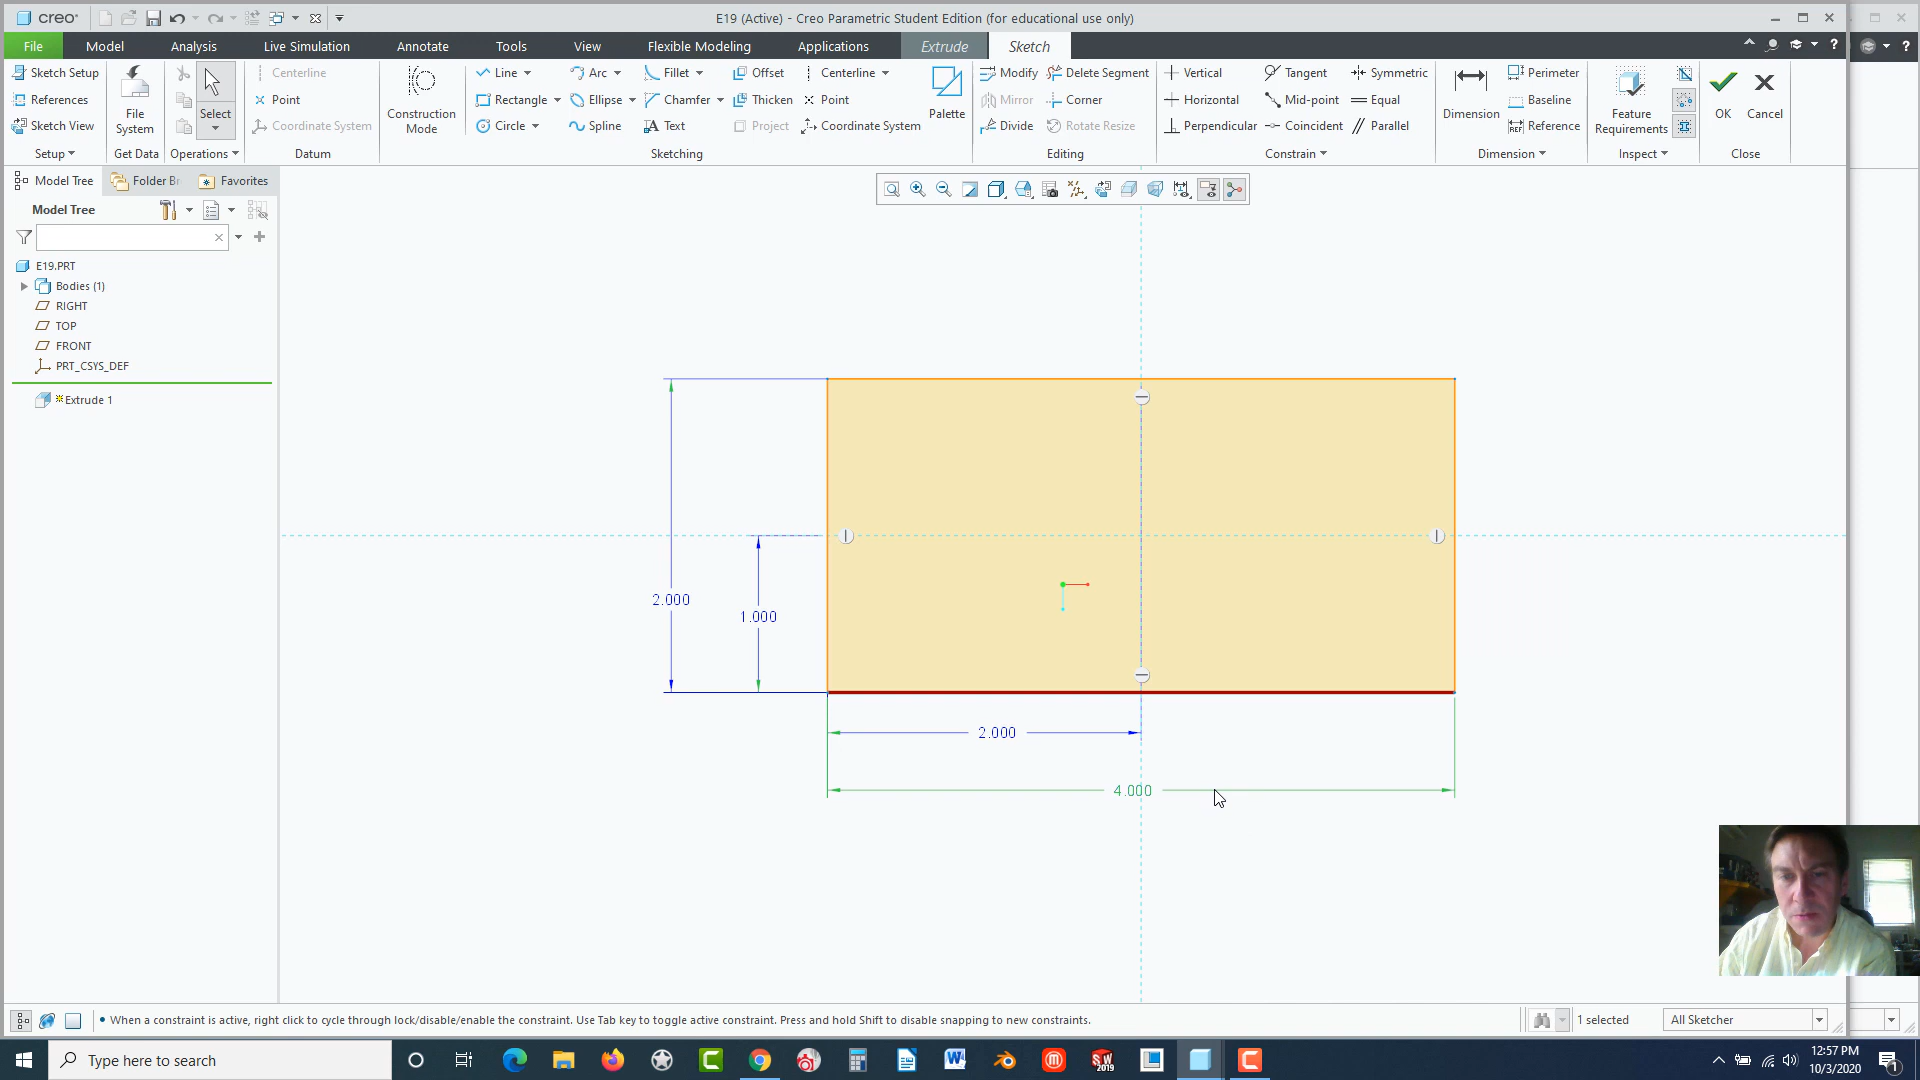 creo
E19 (Active) - Creo Parametric Student Edition (for educational use only)
File Model Analysis Live Simulation Annotate Tools View Flexible Modeling Applications Extrude Sketch
Sketch Setup
References
Sketch View
Setup
File System
Get Data
Select
Operations
Centerline
Point
Coordinate System
Datum
Construction Mode
Line Arc Fillet Offset Centerline
Rectangle Ellipse Chamfer Thicken Point
Circle Spline Text Project Coordinate System
Palette
Sketching
Modify Delete Segment
Mirror Corner
Divide Rotate Resize
Editing
Vertical Tangent Symmetric
Horizontal Mid-point Equal
Perpendicular Coincident Parallel
Constrain
Dimension
Perimeter
Baseline
REF Reference
Dimension
Feature Requirements
Inspect
OK Cancel
Close
Model Tree Folder Br Favorites
Model Tree
E19.PRT
Bodies (1)
RIGHT
TOP
FRONT
PRT_CSYS_DEF
Extrude 1
2.000
1.000
2.000
4.000
When a constraint is active, right click to cycle through lock/disable/enable the constraint. Use Tab key to toggle active constraint. Press and hold Shift to disable snapping to new constraints.
1 selected
All Sketcher
Type here to search
SW 2019
12:57 PM
10/3/2020
1